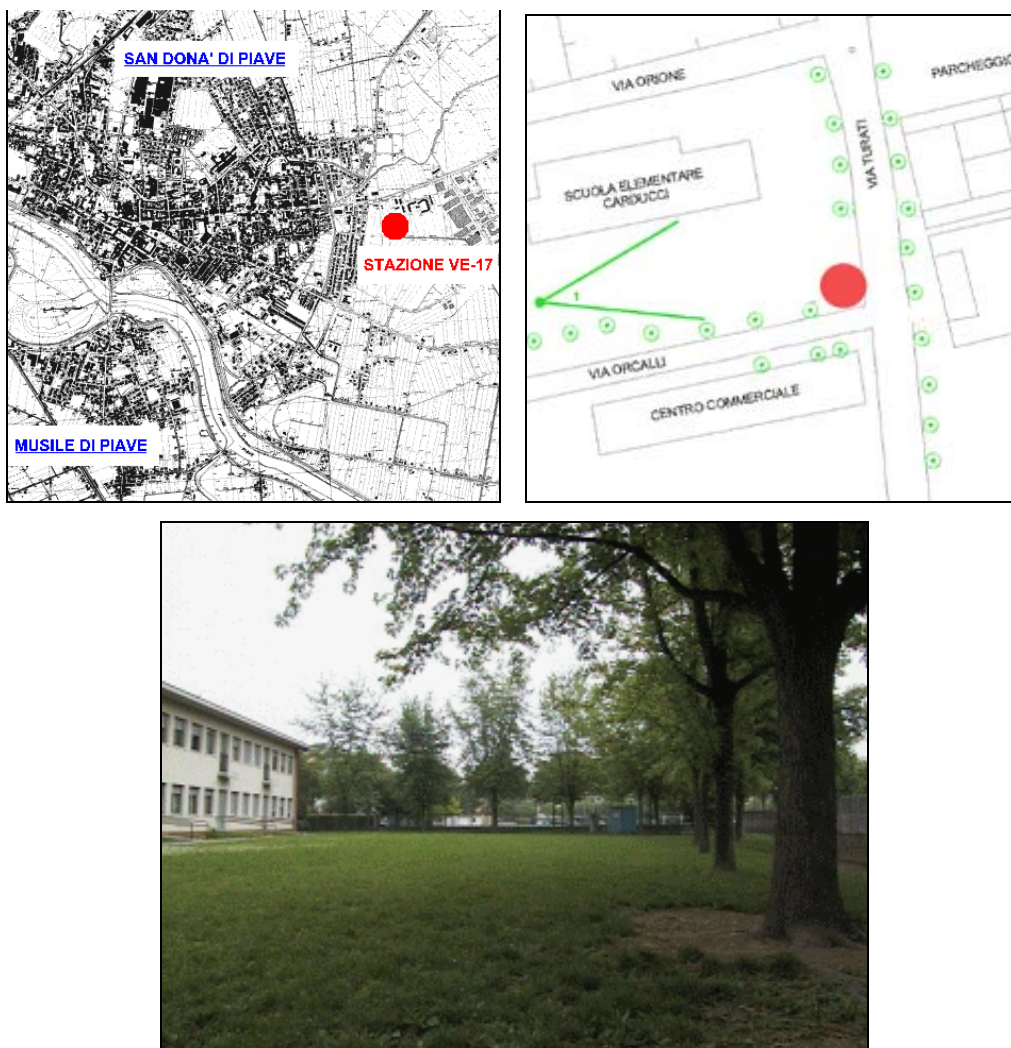 SAN DONA' DI PIAVE
STAZIONE VE-17
MUSILE DI PIAVE
VIA ORIONE
PARCHEGGIO
VIA TURATI
SCUOLA ELEMENTARE
CARDUCCI
1
VIA ORCALLI
CENTRO COMMERCIALE